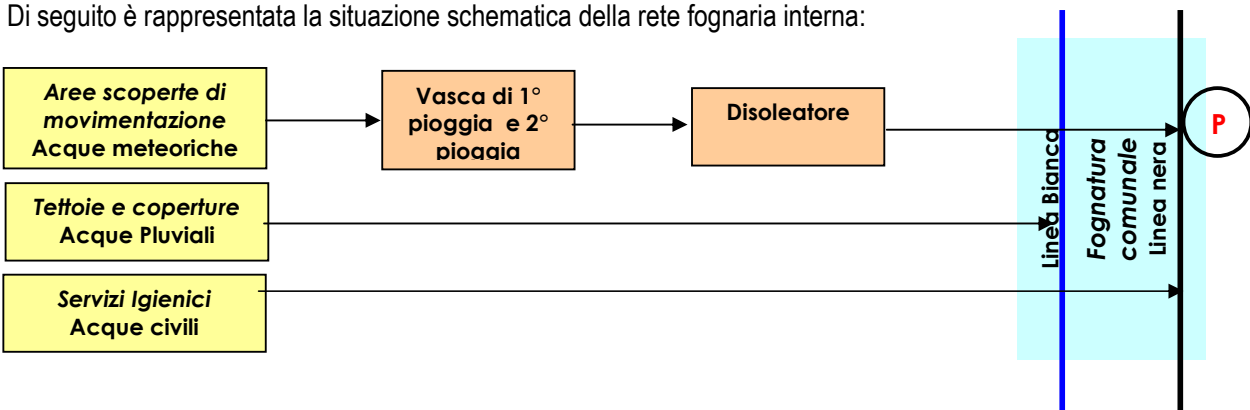 Di seguito è rappresentata la situazione schematica della rete fognaria interna:
Aree scoperte di
movimentazione
Acque meteoriche
Vasca di 1°
pioggia e 2°
pioggia
Disoleatore
P
Tettoie e coperture
Acque Pluviali
Servizi Igienici
Acque civili
Linea Bianca
Fognatura
comunale
Linea nera